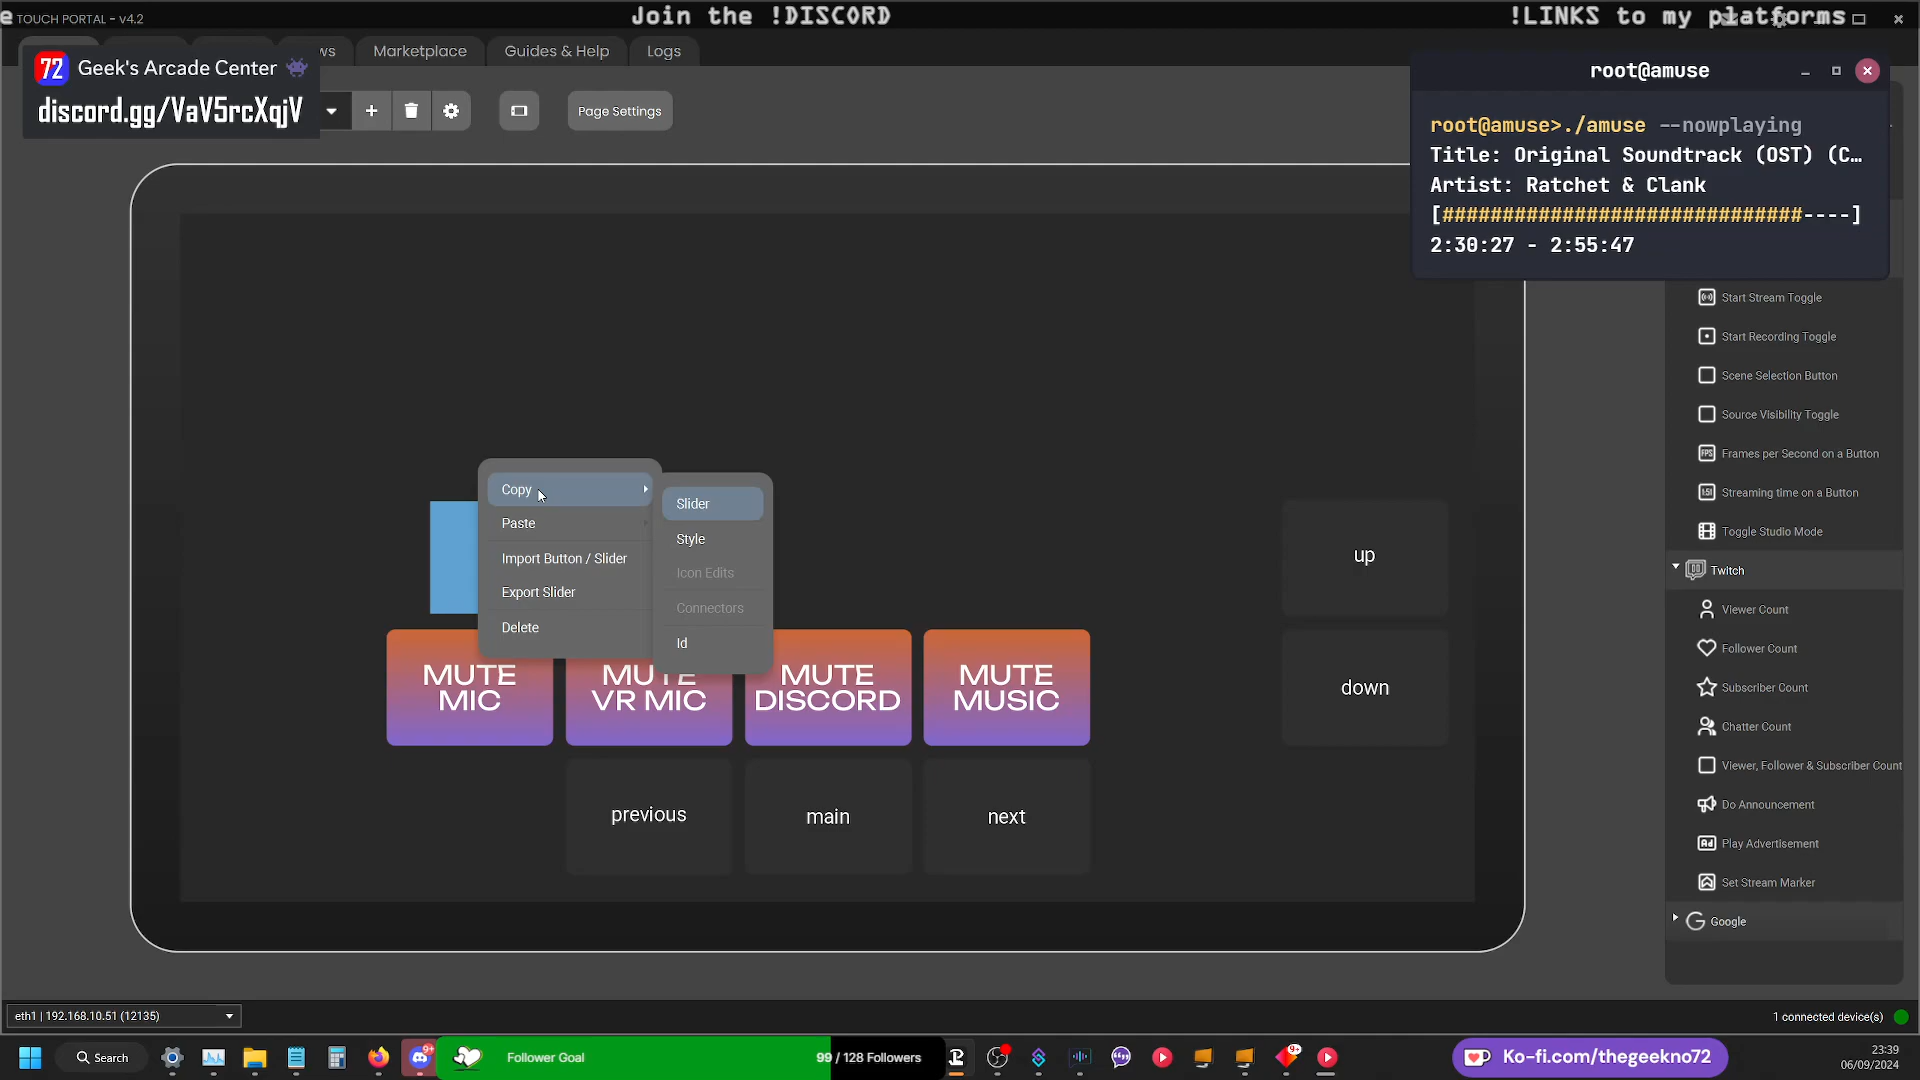 e TOUCH PORTAL - v4.2
Join the !DISCORD
!LINKS to my platforms
ws
Marketplace
Guides & Help
Logs
72 Geek's Arcade Center
discord.gg/VaV5rcXqjV
Page Settings
root@amuse
root@amuse>./amuse --nowplaying
Title: Original Soundtrack (OST) (C…
Artist: Ratchet & Clank
[##############################----]
2:30:27 - 2:55:47
Start Stream Toggle
Start Recording Toggle
Scene Selection Button
Source Visibility Toggle
FPS Frames per Second on a Button
Streaming time on a Button
Toggle Studio Mode
Twitch
Viewer Count
Follower Count
Subscriber Count
Chatter Count
Viewer, Follower & Subscriber Count
Do Announcement
Ad Play Advertisement
Set Stream Marker
Google
Copy
Paste
Import Button / Slider
Export Slider
Delete
Slider
Style
Icon Edits
Connectors
Id
up
down
MUTE
MIC
MUTE
VR MIC
MUTE
DISCORD
MUTE
MUSIC
previous
main
next
eth1 | 192.168.10.51 (12135)
1 connected device(s)
Search
9+
Follower Goal
99 / 128 Followers
9+
Ko-fi.com/thegeekno72
23:39
06/09/2024